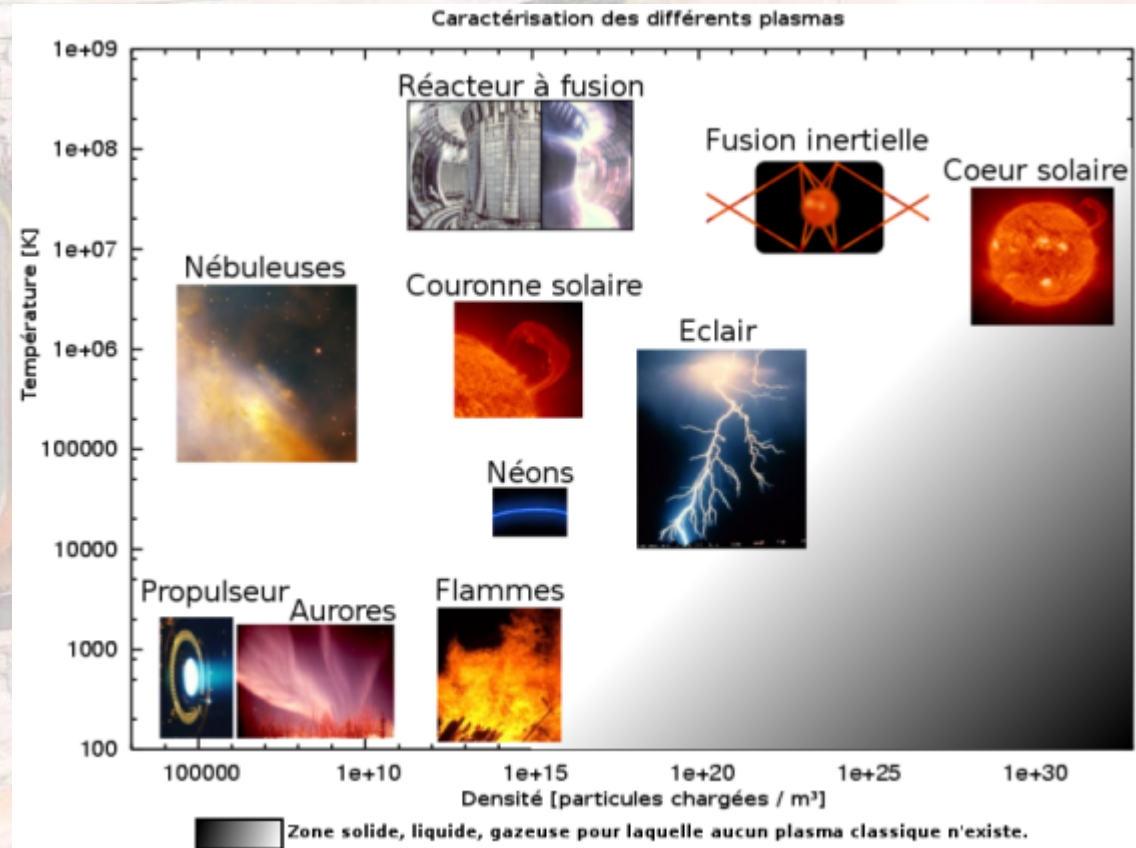 Caractérisation des différents plasmas
1e+09
1e+08
1e+07
1e+06
100000
10000
1000
100
Température [K]
Réacteur à fusion
Fusion inertielle
Coeur solaire
Nébuleuses
Couronne solaire
Eclair
Néons
Propulseur
Aurores
Flammes
100000 1e+10 1e+15 1e+20 1e+25 1e+30
Densité [particules chargées / m³]
Zone solide, liquide, gazeuse pour laquelle aucun plasma classique n'existe.